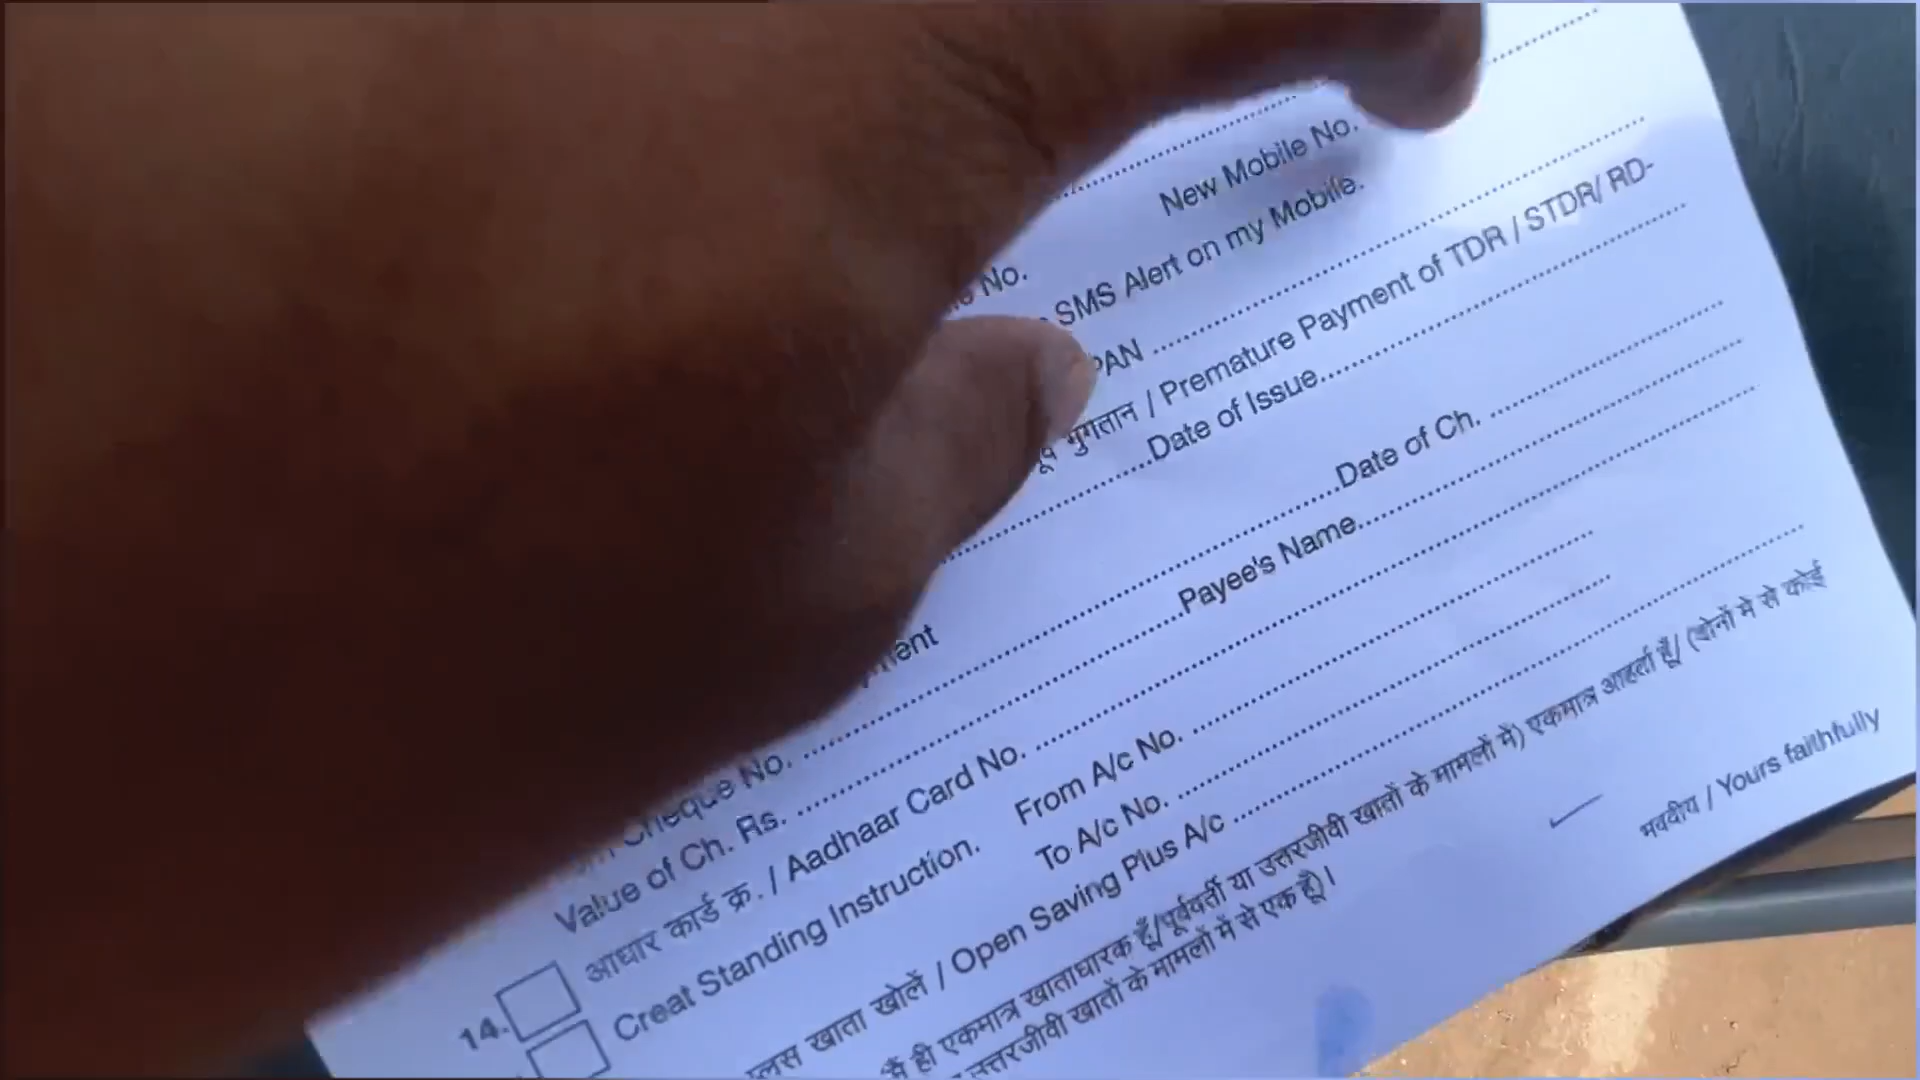 New Mobile No.
No.
SMS Alert on my Mobile.
PAN ........................
भुगतान / Premature Payment of TDR / STDR/ RD-
........................Date of Issue........................
........................Date of Ch. ........................
Cheque No. ........................Payee's Name........................
Value of Ch. Rs. ........................
14. आधार कार्ड क्र. / Aadhaar Card No. ........................
Creat Standing Instruction. From A/c No. ........................
To A/c No. ........................
खाता खोलें / Open Saving Plus A/c ........................
मैं ही एकमात्र खाताधारक हूँ/पूर्ववर्ती या उत्तरजीवी खातों के मामलों में) एकमात्र आहर्ता हूँ/ (दोनों में से कोई
उत्तरजीवी खातों के मामलों में से एक हूँ)।
भवदीय / Yours faithfully